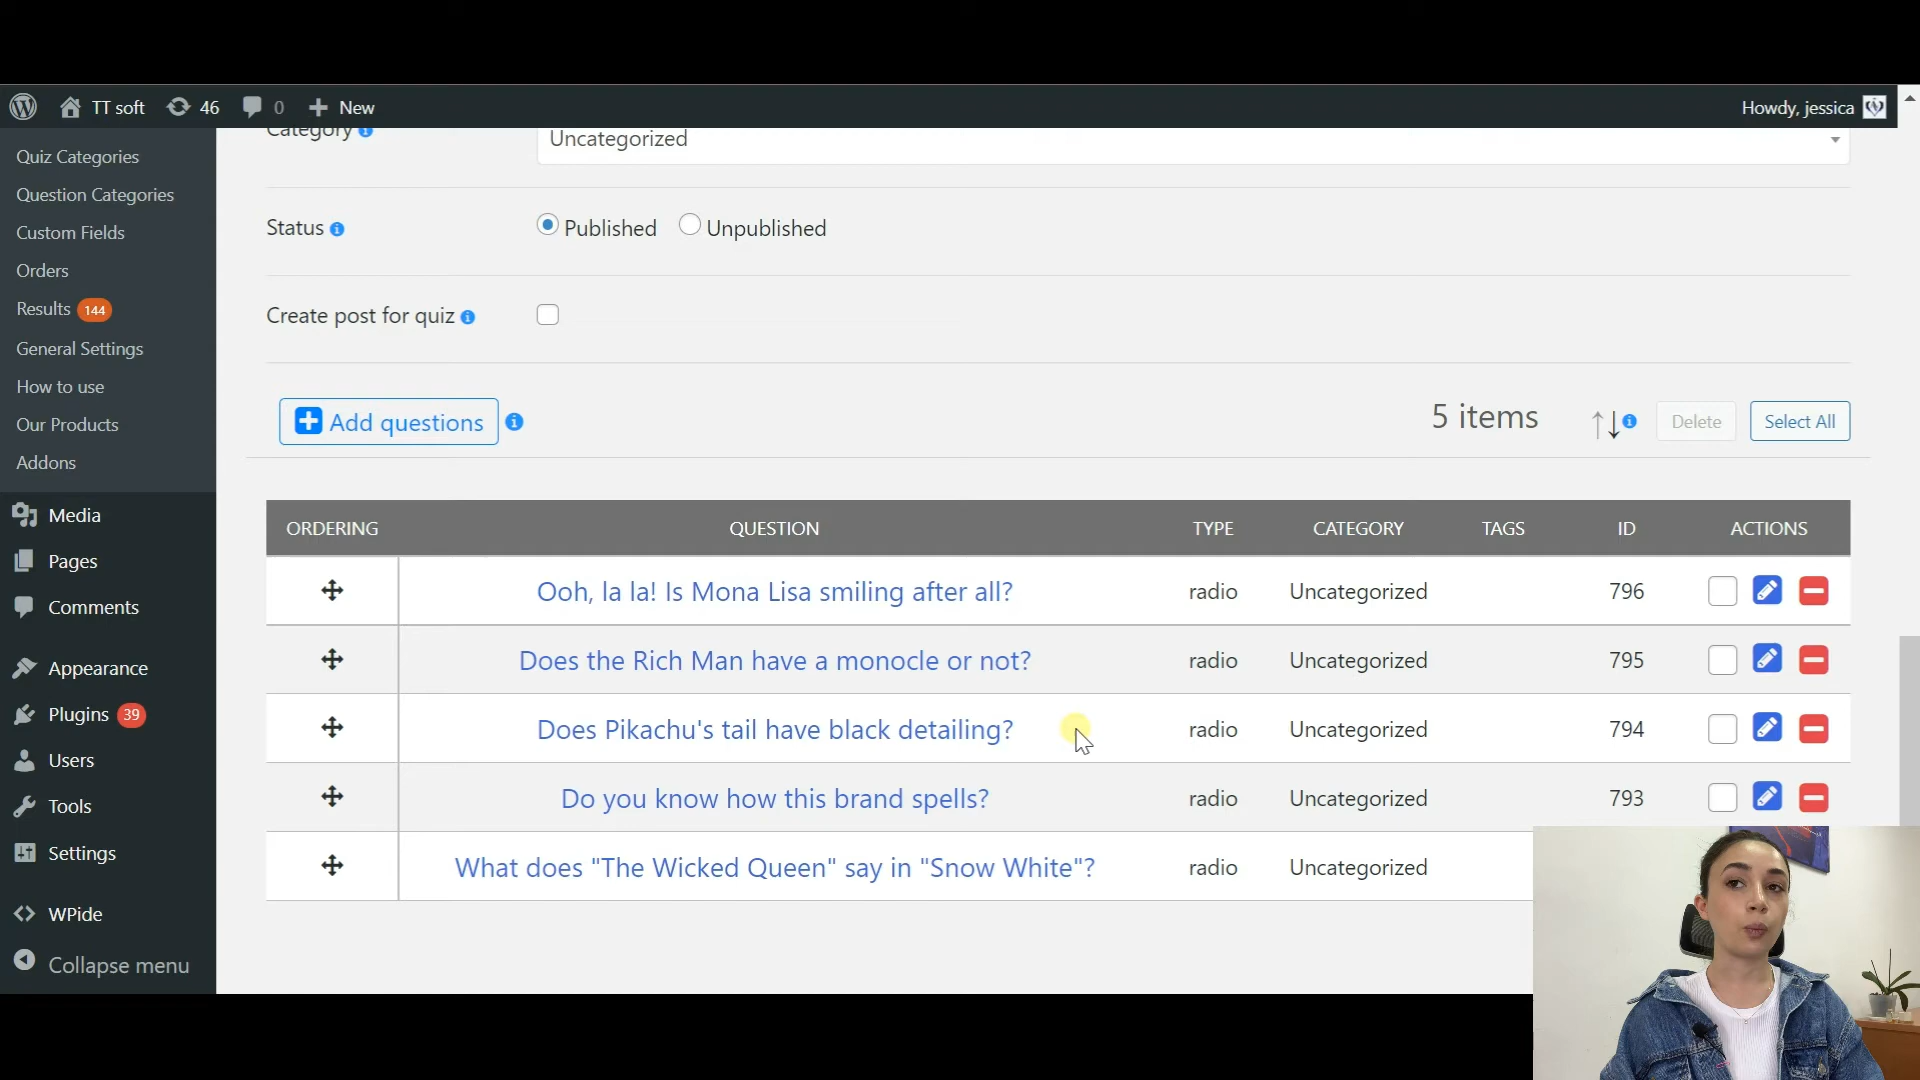 TT soft 46 0 New Howdy, jessica
Category Uncategorized
Quiz Categories
Question Categories
Custom Fields
Orders
Results 144
General Settings
How to use
Our Products
Addons
Media
Pages
Comments
Appearance
Plugins 39
Users
Tools
Settings
WPide
Collapse menu
Status Published Unpublished
Create post for quiz
Add questions 5 items Delete Select All
ORDERING QUESTION TYPE CATEGORY TAGS ID ACTIONS
Ooh, la la! Is Mona Lisa smiling after all? radio Uncategorized 796
Does the Rich Man have a monocle or not? radio Uncategorized 795
Does Pikachu's tail have black detailing? radio Uncategorized 794
Do you know how this brand spells? radio Uncategorized 793
What does "The Wicked Queen" say in "Snow White"? radio Uncategorized